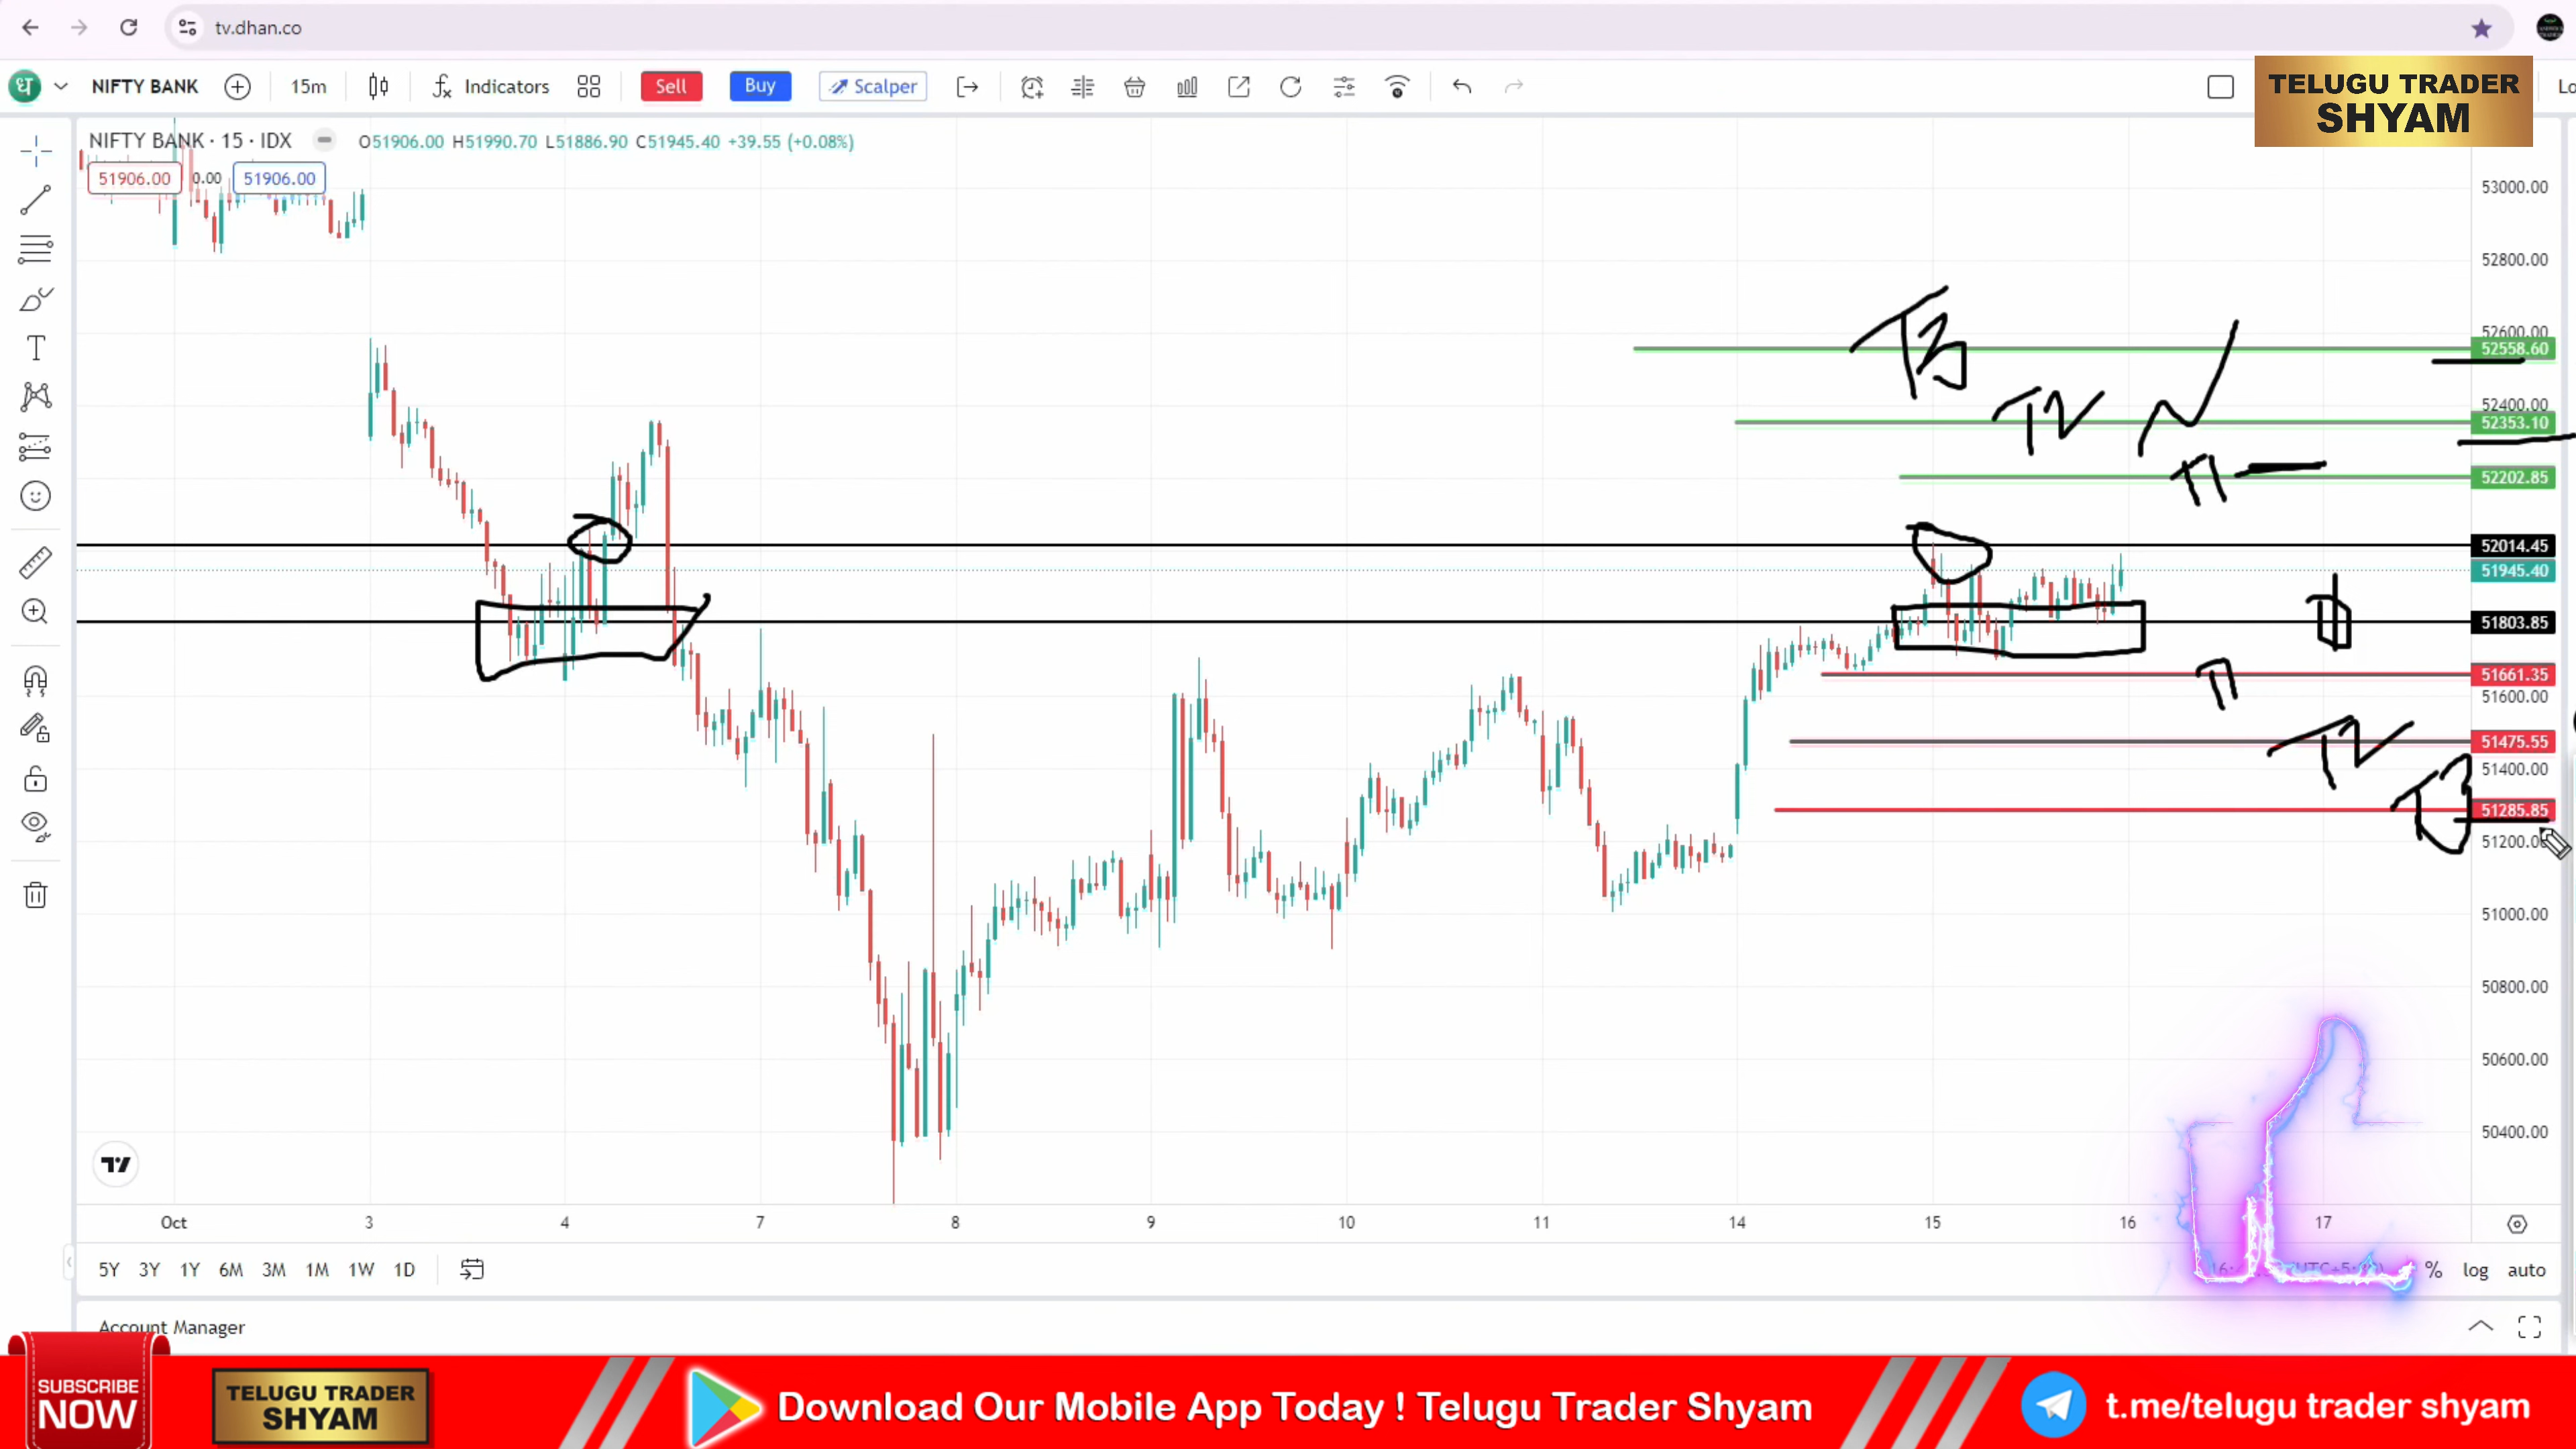 tv.dhan.co
NIFTY BANK 15m Indicators Sell Buy Scalper
TELUGU TRADER
SHYAM
NIFTY BANK · 15 · IDX O51906.00 H51990.70 L51886.90 C51945.40 +39.55 (+0.08%)
51906.00 0.00 51906.00
53000.00
52800.00
52600.00
52558.60
T3
52400.00
T2
52353.10
T1
52202.85
52014.45
51945.40
51803.85
T1
51661.35
51600.00
T2
51475.55
51400.00
T3
51285.85
51200.00
51000.00
50800.00
50600.00
50400.00
Oct 3 4 7 8 9 10 11 14 15 16 17
5Y 3Y 1Y 6M 3M 1M 1W 1D % log auto
Account Manager
SUBSCRIBE
NOW
TELUGU TRADER
SHYAM
Download Our Mobile App Today ! Telugu Trader Shyam
t.me/telugu trader shyam